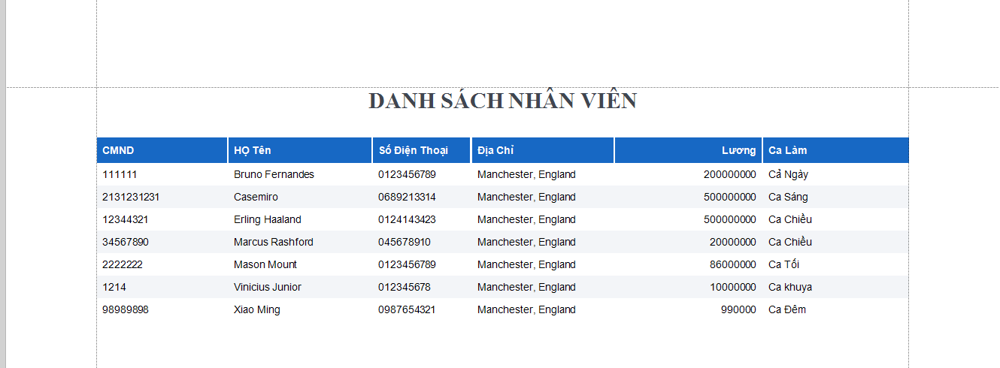 DANH SÁCH NHÂN VIÊN
CMND HỌ Tên Số Điện Thoại Địa Chỉ Lương Ca Làm
111111 Bruno Fernandes 0123456789 Manchester, England 200000000 Cả Ngày
2131231231 Casemiro 0689213314 Manchester, England 500000000 Ca Sáng
12344321 Erling Haaland 0124143423 Manchester, England 500000000 Ca Chiều
34567890 Marcus Rashford 045678910 Manchester, England 20000000 Ca Chiều
2222222 Mason Mount 0123456789 Manchester, England 86000000 Ca Tối
1214 Vinicius Junior 012345678 Manchester, England 10000000 Ca khuya
98989898 Xiao Ming 0987654321 Manchester, England 990000 Ca Đêm